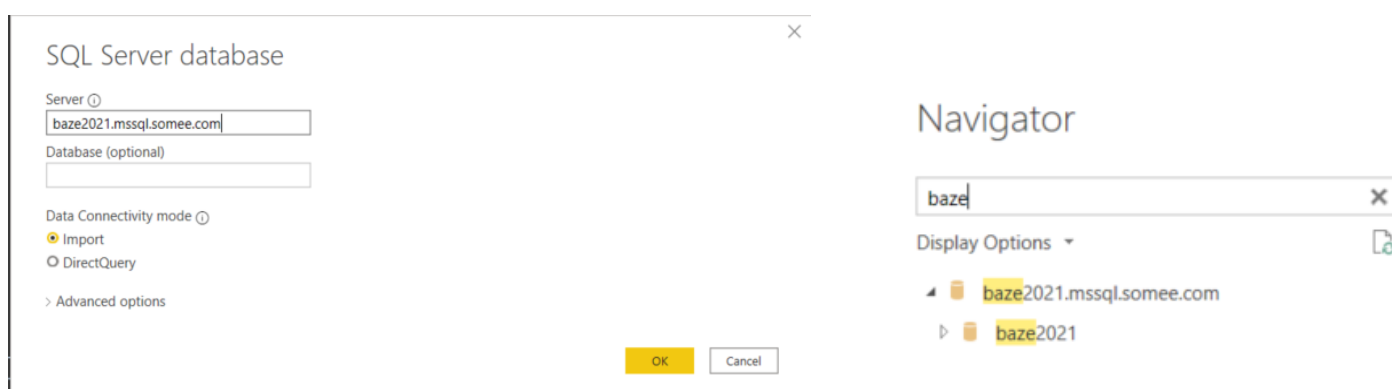 SQL Server database
Server
baze2021.mssql.somee.com
Database (optional)
Data Connectivity mode
Import
DirectQuery
Advanced options
OK Cancel
Navigator
baze
Display Options
baze2021.mssql.somee.com
baze2021